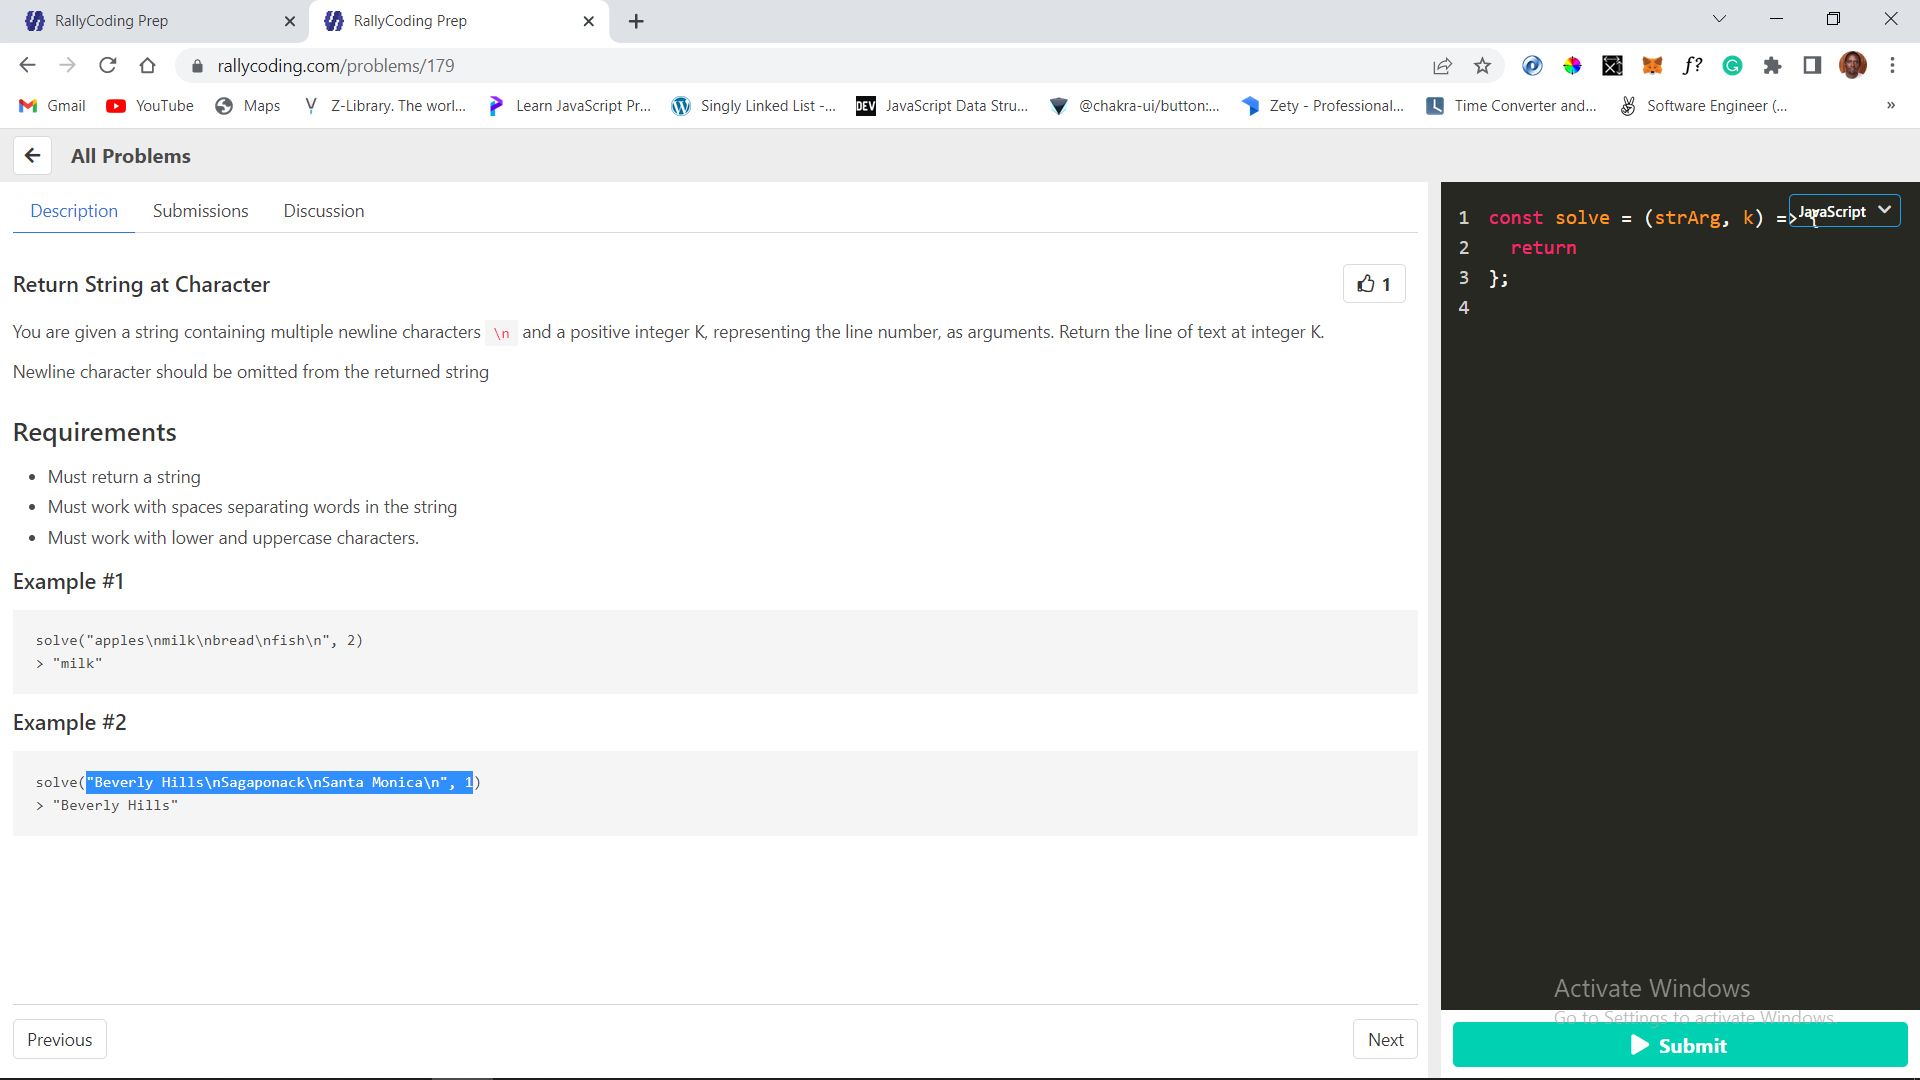 RallyCoding Prep
RallyCoding Prep
rallycoding.com/problems/179
f?
Gmail
YouTube
Maps
Z-Library. The worl...
Learn JavaScript Pr...
Singly Linked List -...
DEV
JavaScript Data Stru...
@chakra-ui/button:...
Zety - Professional...
Time Converter and...
Software Engineer (...
»
All Problems
Description
Submissions
Discussion
JavaScript
1 const solve = (strArg, k) => {
2 return
3 };
4
Return String at Character
1
You are given a string containing multiple newline characters \n and a positive integer K, representing the line number, as arguments. Return the line of text at integer K.
Newline character should be omitted from the returned string
Requirements
• Must return a string
• Must work with spaces separating words in the string
• Must work with lower and uppercase characters.
Example #1
solve("apples\nmilk\nbread\nfish\n", 2)
> "milk"
Example #2
solve("Beverly Hills\nSagaponack\nSanta Monica\n", 1)
> "Beverly Hills"
Activate Windows
Go to Settings to activate Windows.
Previous
Next
Submit